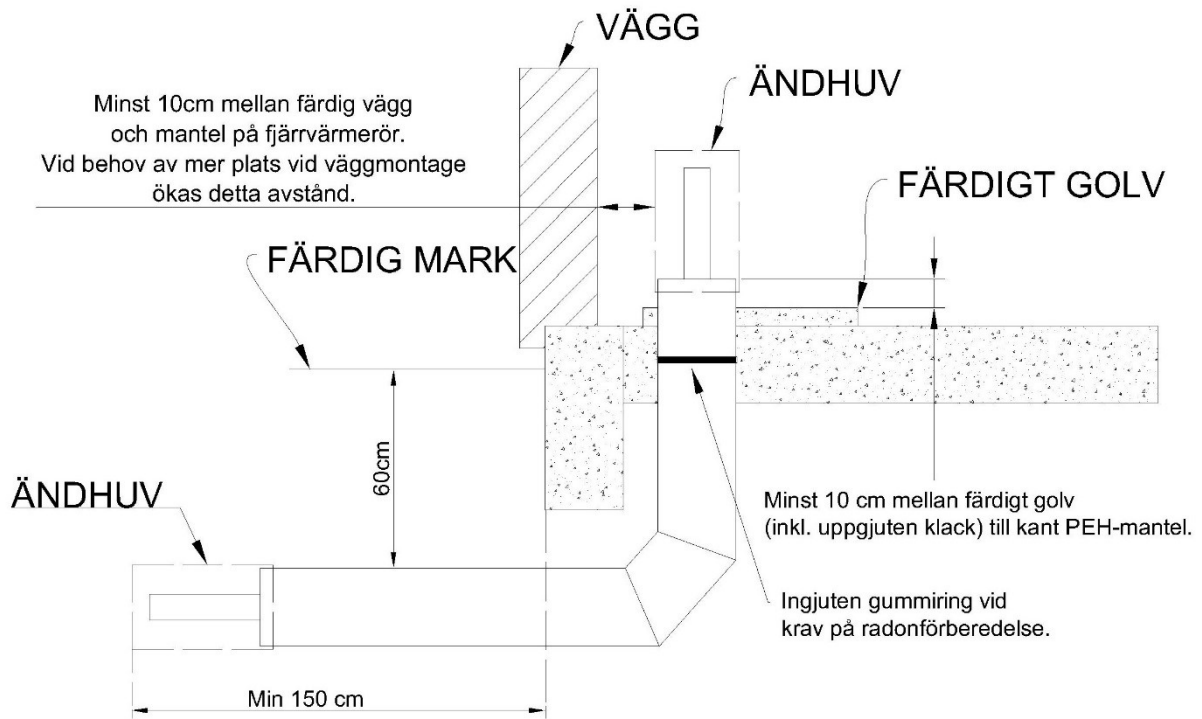 VÄGG
ÄNDHUV
Minst 10cm mellan färdig vägg
och mantel på fjärrvärmerör.
Vid behov av mer plats vid väggmontage
ökas detta avstånd.
FÄRDIGT GOLV
FÄRDIG MARK
60cm
ÄNDHUV
Minst 10 cm mellan färdigt golv
(inkl. uppgjuten klack) till kant PEH-mantel.
Ingjuten gummiring vid
krav på radonförberedelse.
Min 150 cm